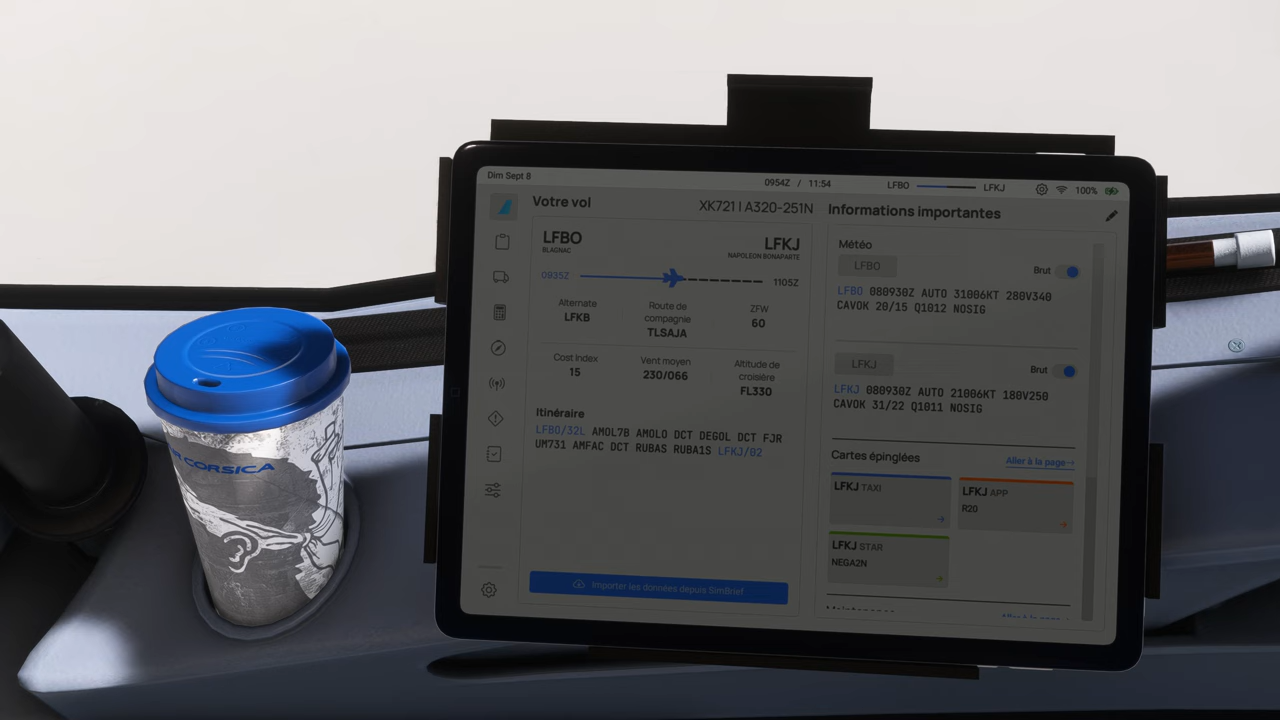 Dim Sept 8
0954Z / 11:54
LFBO LFKJ
100%
Votre vol
XK721 | A320-251N
LFBO
BLAGNAC
LFKJ
NAPOLEON BONAPARTE
0935Z
1105Z
Alternate
LFKB
Route de
compagnie
TLSAJA
ZFW
60
Cost Index
15
Vent moyen
230/066
Altitude de
croisière
FL330
Itinéraire
LFBO/32L AMOL7B AMOLO DCT DEGOL DCT FJR
UM731 AMFAC DCT RUBAS RUBA1S LFKJ/02
Importer les données depuis SimBrief
Informations importantes
Météo
LFBO
Brut
LFBO 080930Z AUTO 31006KT 280V340
CAVOK 20/15 Q1012 NOSIG
LFKJ
Brut
LFKJ 080930Z AUTO 21006KT 180V250
CAVOK 31/22 Q1011 NOSIG
Cartes épinglées
Aller à la page
LFKJ TAXI
LFKJ APP
R20
LFKJ STAR
NEGA2N
CORSICA